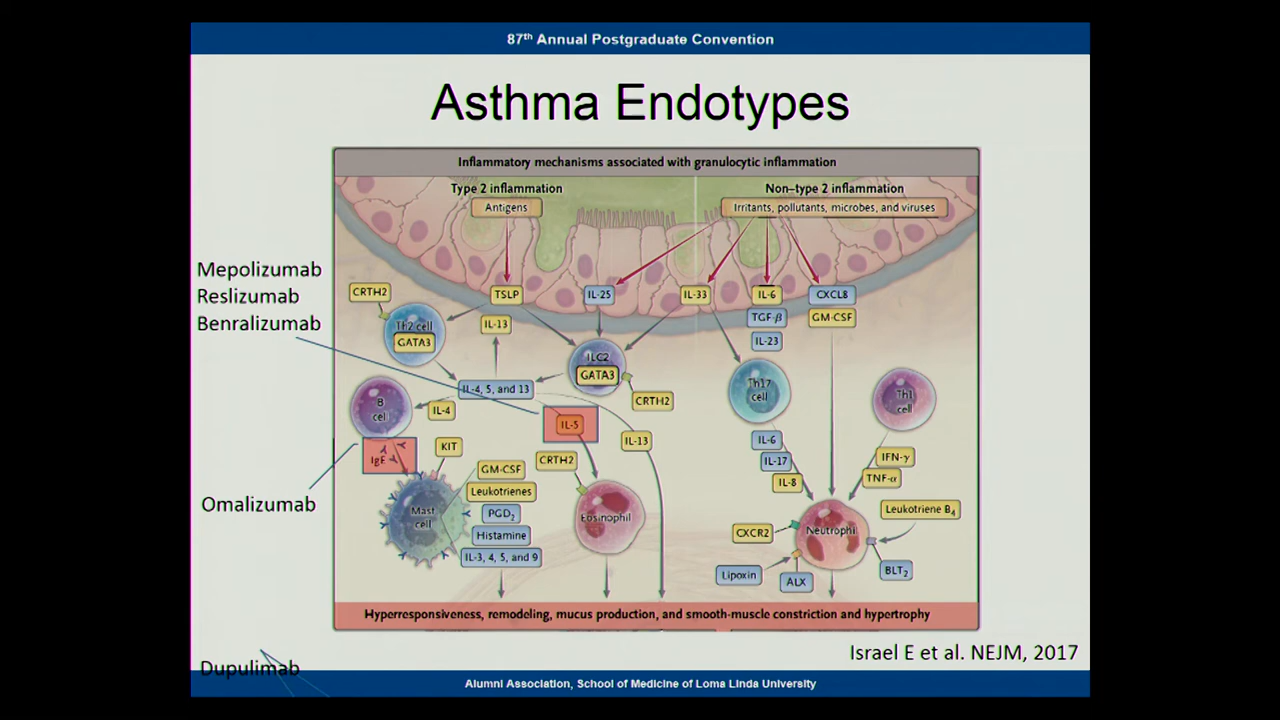 87th Annual Postgraduate Convention
Asthma Endotypes
Inflammatory mechanisms associated with granulocytic inflammation
Type 2 inflammation
Non–type 2 inflammation
Antigens
Irritants, pollutants, microbes, and viruses
Mepolizumab
Reslizumab
Benralizumab
CRTH2
TSLP
IL-25
IL-33
IL-6
CXCL8
IL-13
TGF-β
GM-CSF
Th2 cell
GATA3
IL-23
ILC2
GATA3
IL-4, 5, and 13
CRTH2
Th17
cell
Th1
cell
B
cell
IL-4
IL-5
IL-13
IL-6
IgE
KIT
CRTH2
IL-17
IFN-γ
GM-CSF
IL-8
TNF-α
Leukotrienes
Omalizumab
Mast
cell
PGD2
Eosinophil
Leukotriene B4
Histamine
CXCR2
Neutrophil
IL-3, 4, 5, and 9
Lipoxin
ALX
BLT2
Hyperresponsiveness, remodeling, mucus production, and smooth-muscle constriction and hypertrophy
Israel E et al. NEJM, 2017
Dupulimab
Alumni Association, School of Medicine of Loma Linda University